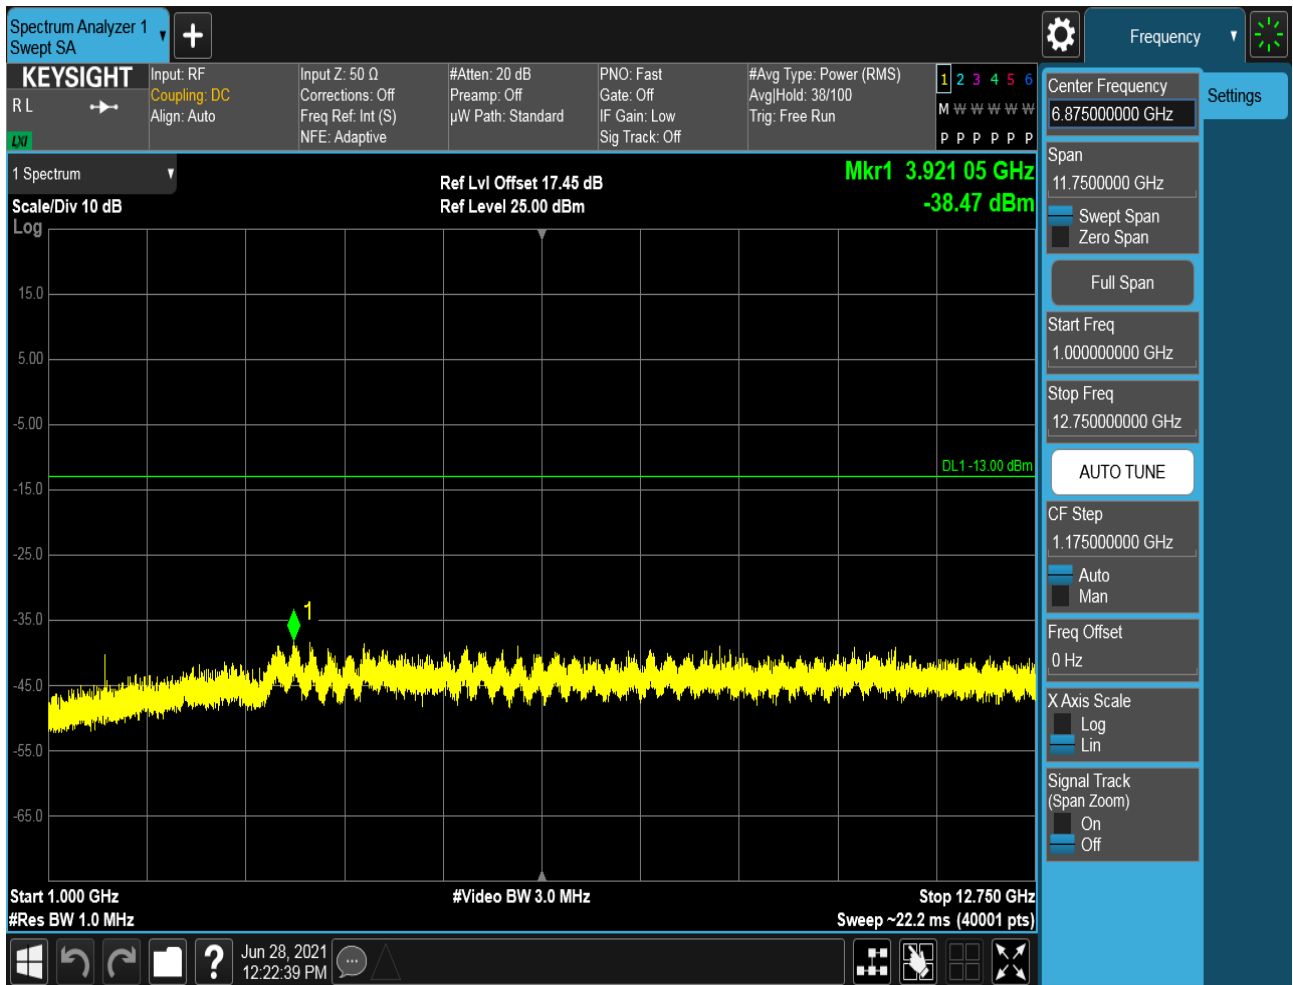 Spectrum Analyzer 1
Swept SA
Frequency
KEYSIGHT
R L
LXI
Input: RF
Coupling: DC
Align: Auto
Input Z: 50 Ω
Corrections: Off
Freq Ref: Int (S)
NFE: Adaptive
#Atten: 20 dB
Preamp: Off
µW Path: Standard
PNO: Fast
Gate: Off
IF Gain: Low
Sig Track: Off
#Avg Type: Power (RMS)
Avg|Hold: 38/100
Trig: Free Run
1 2 3 4 5 6
M W W W W W
P P P P P P
1 Spectrum
Scale/Div 10 dB
Log
Ref Lvl Offset 17.45 dB
Ref Level 25.00 dBm
Mkr1 3.921 05 GHz
-38.47 dBm
15.0
5.00
-5.00
DL1 -13.00 dBm
-15.0
-25.0
-35.0
1
-45.0
-55.0
-65.0
Start 1.000 GHz
#Res BW 1.0 MHz
#Video BW 3.0 MHz
Stop 12.750 GHz
Sweep ~22.2 ms (40001 pts)
Jun 28, 2021
12:22:39 PM
Center Frequency
6.875000000 GHz
Settings
Span
11.7500000 GHz
Swept Span
Zero Span
Full Span
Start Freq
1.000000000 GHz
Stop Freq
12.750000000 GHz
AUTO TUNE
CF Step
1.175000000 GHz
Auto
Man
Freq Offset
0 Hz
X Axis Scale
Log
Lin
Signal Track
(Span Zoom)
On
Off